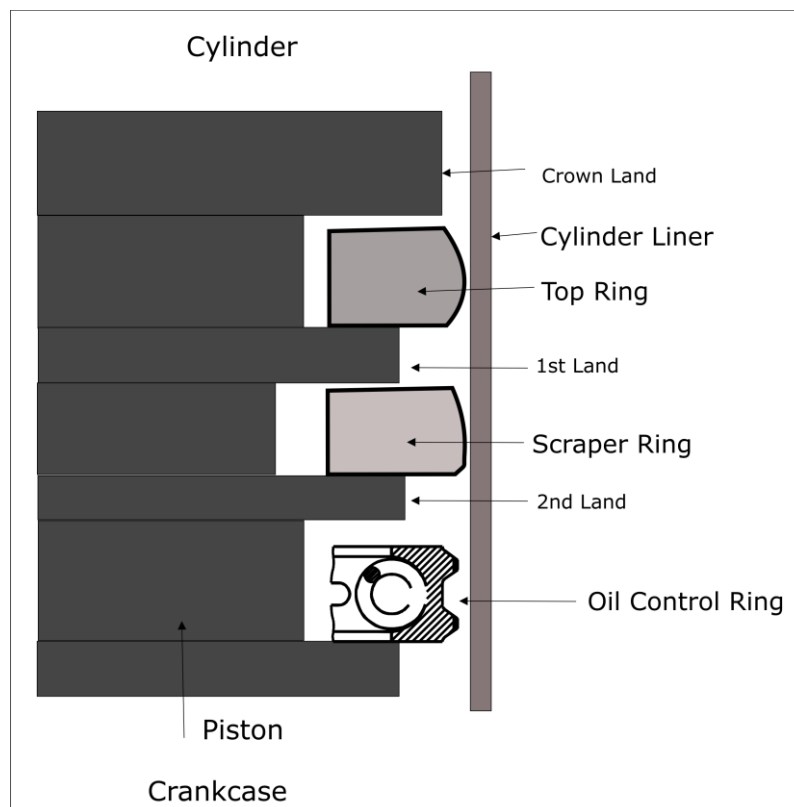 Cylinder
Crown Land
Cylinder Liner
Top Ring
1st Land
Scraper Ring
2nd Land
Oil Control Ring
Piston
Crankcase